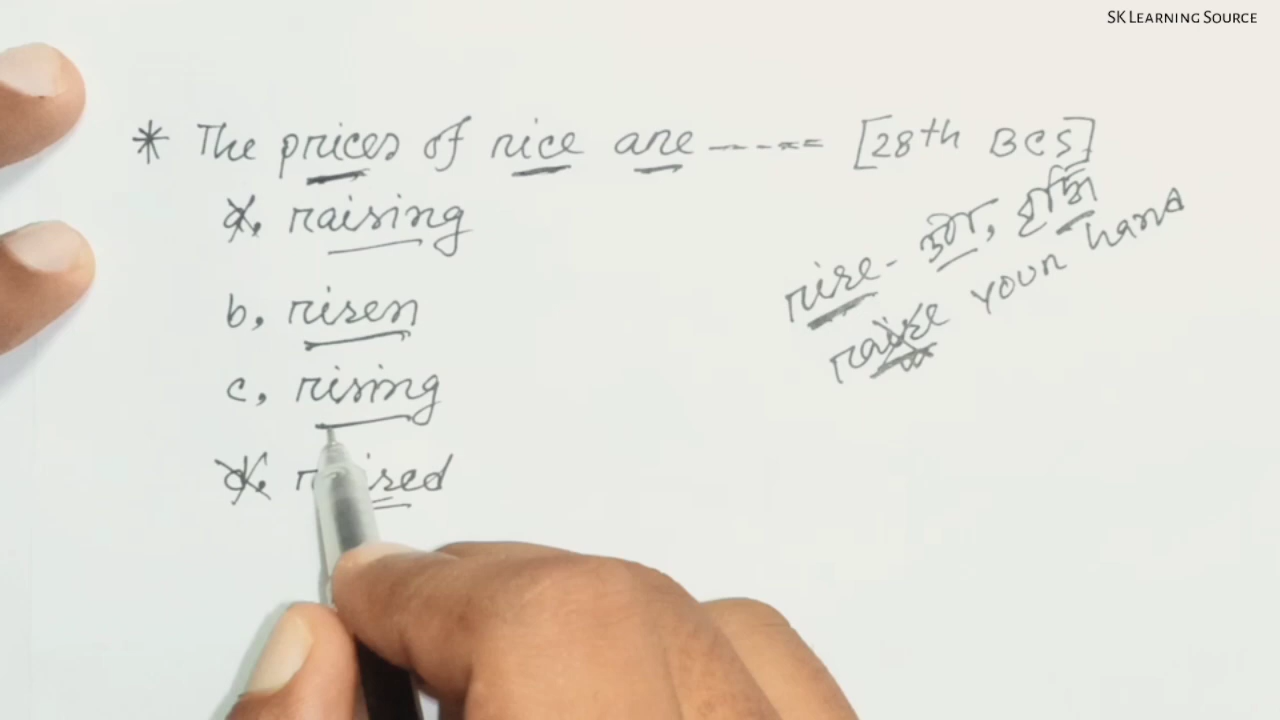 SK LEARNING SOURCE
* The prices of rice are ----- [28th BCS]
a, raising
b, risen
c, rising
d, raised
rise - ওঠা, বৃদ্ধি
raise your hand